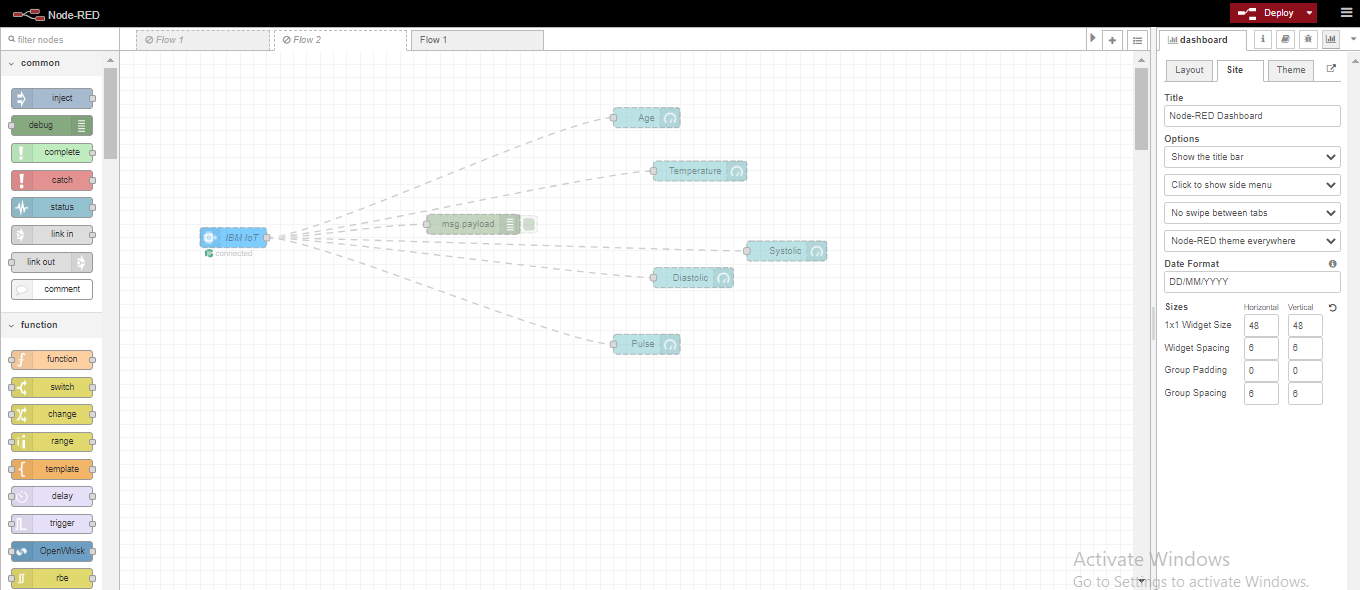 Node-RED
Deploy
filter nodes
Flow 1
Flow 2
Flow 1
dashboard
common
inject
debug
complete
catch
status
link in
link out
comment
function
function
switch
change
range
template
delay
trigger
OpenWhisk
rbe
Age
Temperature
msg.payload
IBM IoT
connected
Systolic
Diastolic
Pulse
Layout
Site
Theme
Title
Node-RED Dashboard
Options
Show the title bar
Click to show side menu
No swipe between tabs
Node-RED theme everywhere
Date Format
DD/MM/YYYY
Sizes Horizontal Vertical
1x1 Widget Size 48 48
Widget Spacing 6 6
Group Padding 0 0
Group Spacing 6 6
Activate Windows
Go to Settings to activate Windows.